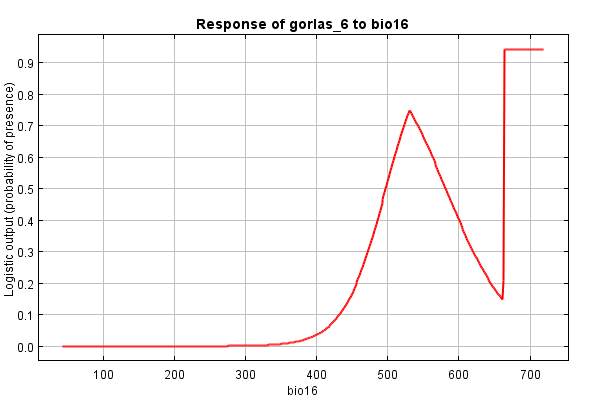 Response of gorlas_6 to bio16
Logistic output (probability of presence)
0.9
0.8
0.7
0.6
0.5
0.4
0.3
0.2
0.1
0.0
100 200 300 400 500 600 700
bio16